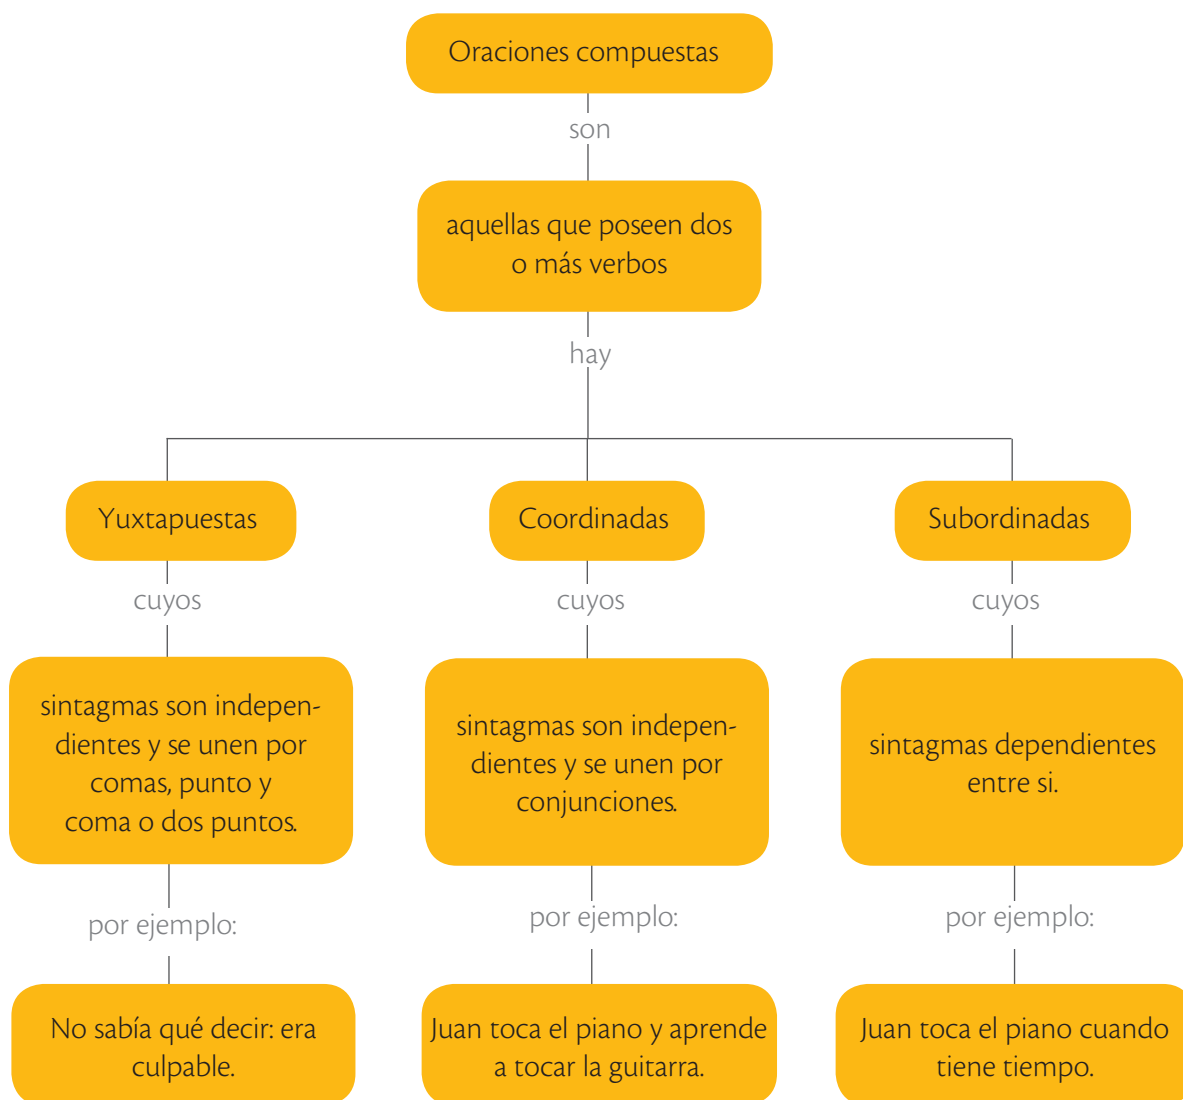 Oraciones compuestas
son
aquellas que poseen dos
o más verbos
hay
Yuxtapuestas
Coordinadas
Subordinadas
cuyos
cuyos
cuyos
sintagmas son indepen-
dientes y se unen por
comas, punto y
coma o dos puntos.
sintagmas son indepen-
dientes y se unen por
conjunciones.
sintagmas dependientes
entre si.
por ejemplo:
por ejemplo:
por ejemplo:
No sabía qué decir: era
culpable.
Juan toca el piano y aprende
a tocar la guitarra.
Juan toca el piano cuando
tiene tiempo.